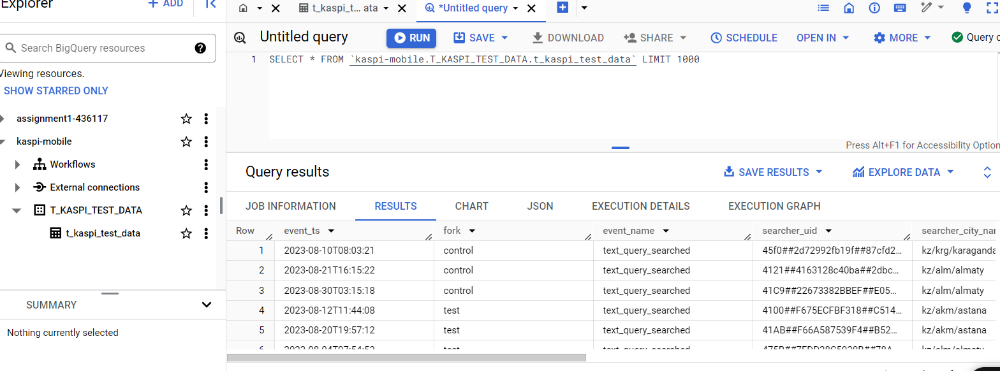 Explorer
+ ADD
t_kaspi_t... ata
*Untitled query
Search BigQuery resources
Viewing resources.
SHOW STARRED ONLY
assignment1-436117
kaspi-mobile
Workflows
External connections
T_KASPI_TEST_DATA
t_kaspi_test_data
SUMMARY
Nothing currently selected
Untitled query
RUN
SAVE
DOWNLOAD
SHARE
SCHEDULE
OPEN IN
MORE
Query
1 SELECT * FROM `kaspi-mobile.T_KASPI_TEST_DATA.t_kaspi_test_data` LIMIT 1000
Press Alt+F1 for Accessibility Option
Query results
SAVE RESULTS
EXPLORE DATA
JOB INFORMATION RESULTS CHART JSON EXECUTION DETAILS EXECUTION GRAPH
Row event_ts fork event_name searcher_uid searcher_city_nar
1 2023-08-10T08:03:21 control text_query_searched 45f0##2d72992fb19f##87cfd2... kz/krg/karaganda
2 2023-08-21T16:15:22 control text_query_searched 4121##4163128c40ba##2dbc... kz/alm/almaty
3 2023-08-30T03:15:18 control text_query_searched 41C9##22673382BBEF##E05... kz/alm/almaty
4 2023-08-12T11:44:08 test text_query_searched 4100##F675ECFBF318##C514... kz/akm/astana
5 2023-08-20T19:57:12 test text_query_searched 41AB##F66A587539F4##B52... kz/akm/astana